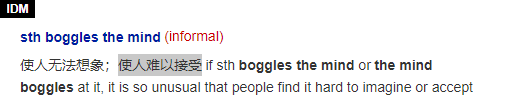 IDM
sth boggles the mind (informal)
使人无法想象；使人难以接受 if sth boggles the mind or the mind
boggles at it, it is so unusual that people find it hard to imagine or accept